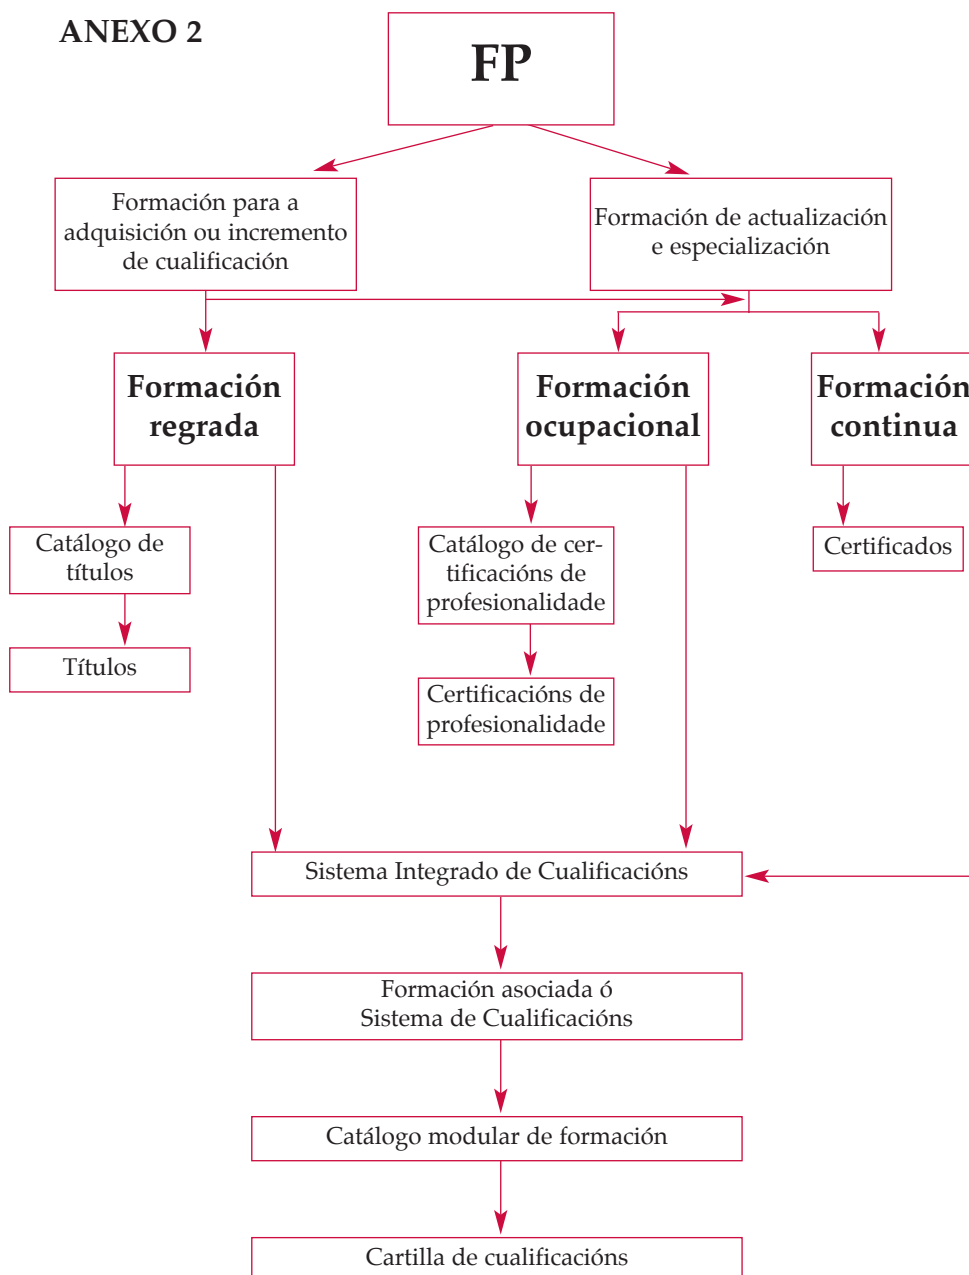 ANEXO 2
FP
Formación para a
adquisición ou incremento
de cualificación
Formación de actualización
e especialización
Formación
regrada
Formación
ocupacional
Formación
continua
Catálogo de
títulos
Títulos
Catálogo de cer-
tificacións de
profesionalidade
Certificacións de
profesionalidade
Certificados
Sistema Integrado de Cualificacións
Formación asociada ó
Sistema de Cualificacións
Catálogo modular de formación
Cartilla de cualificacións